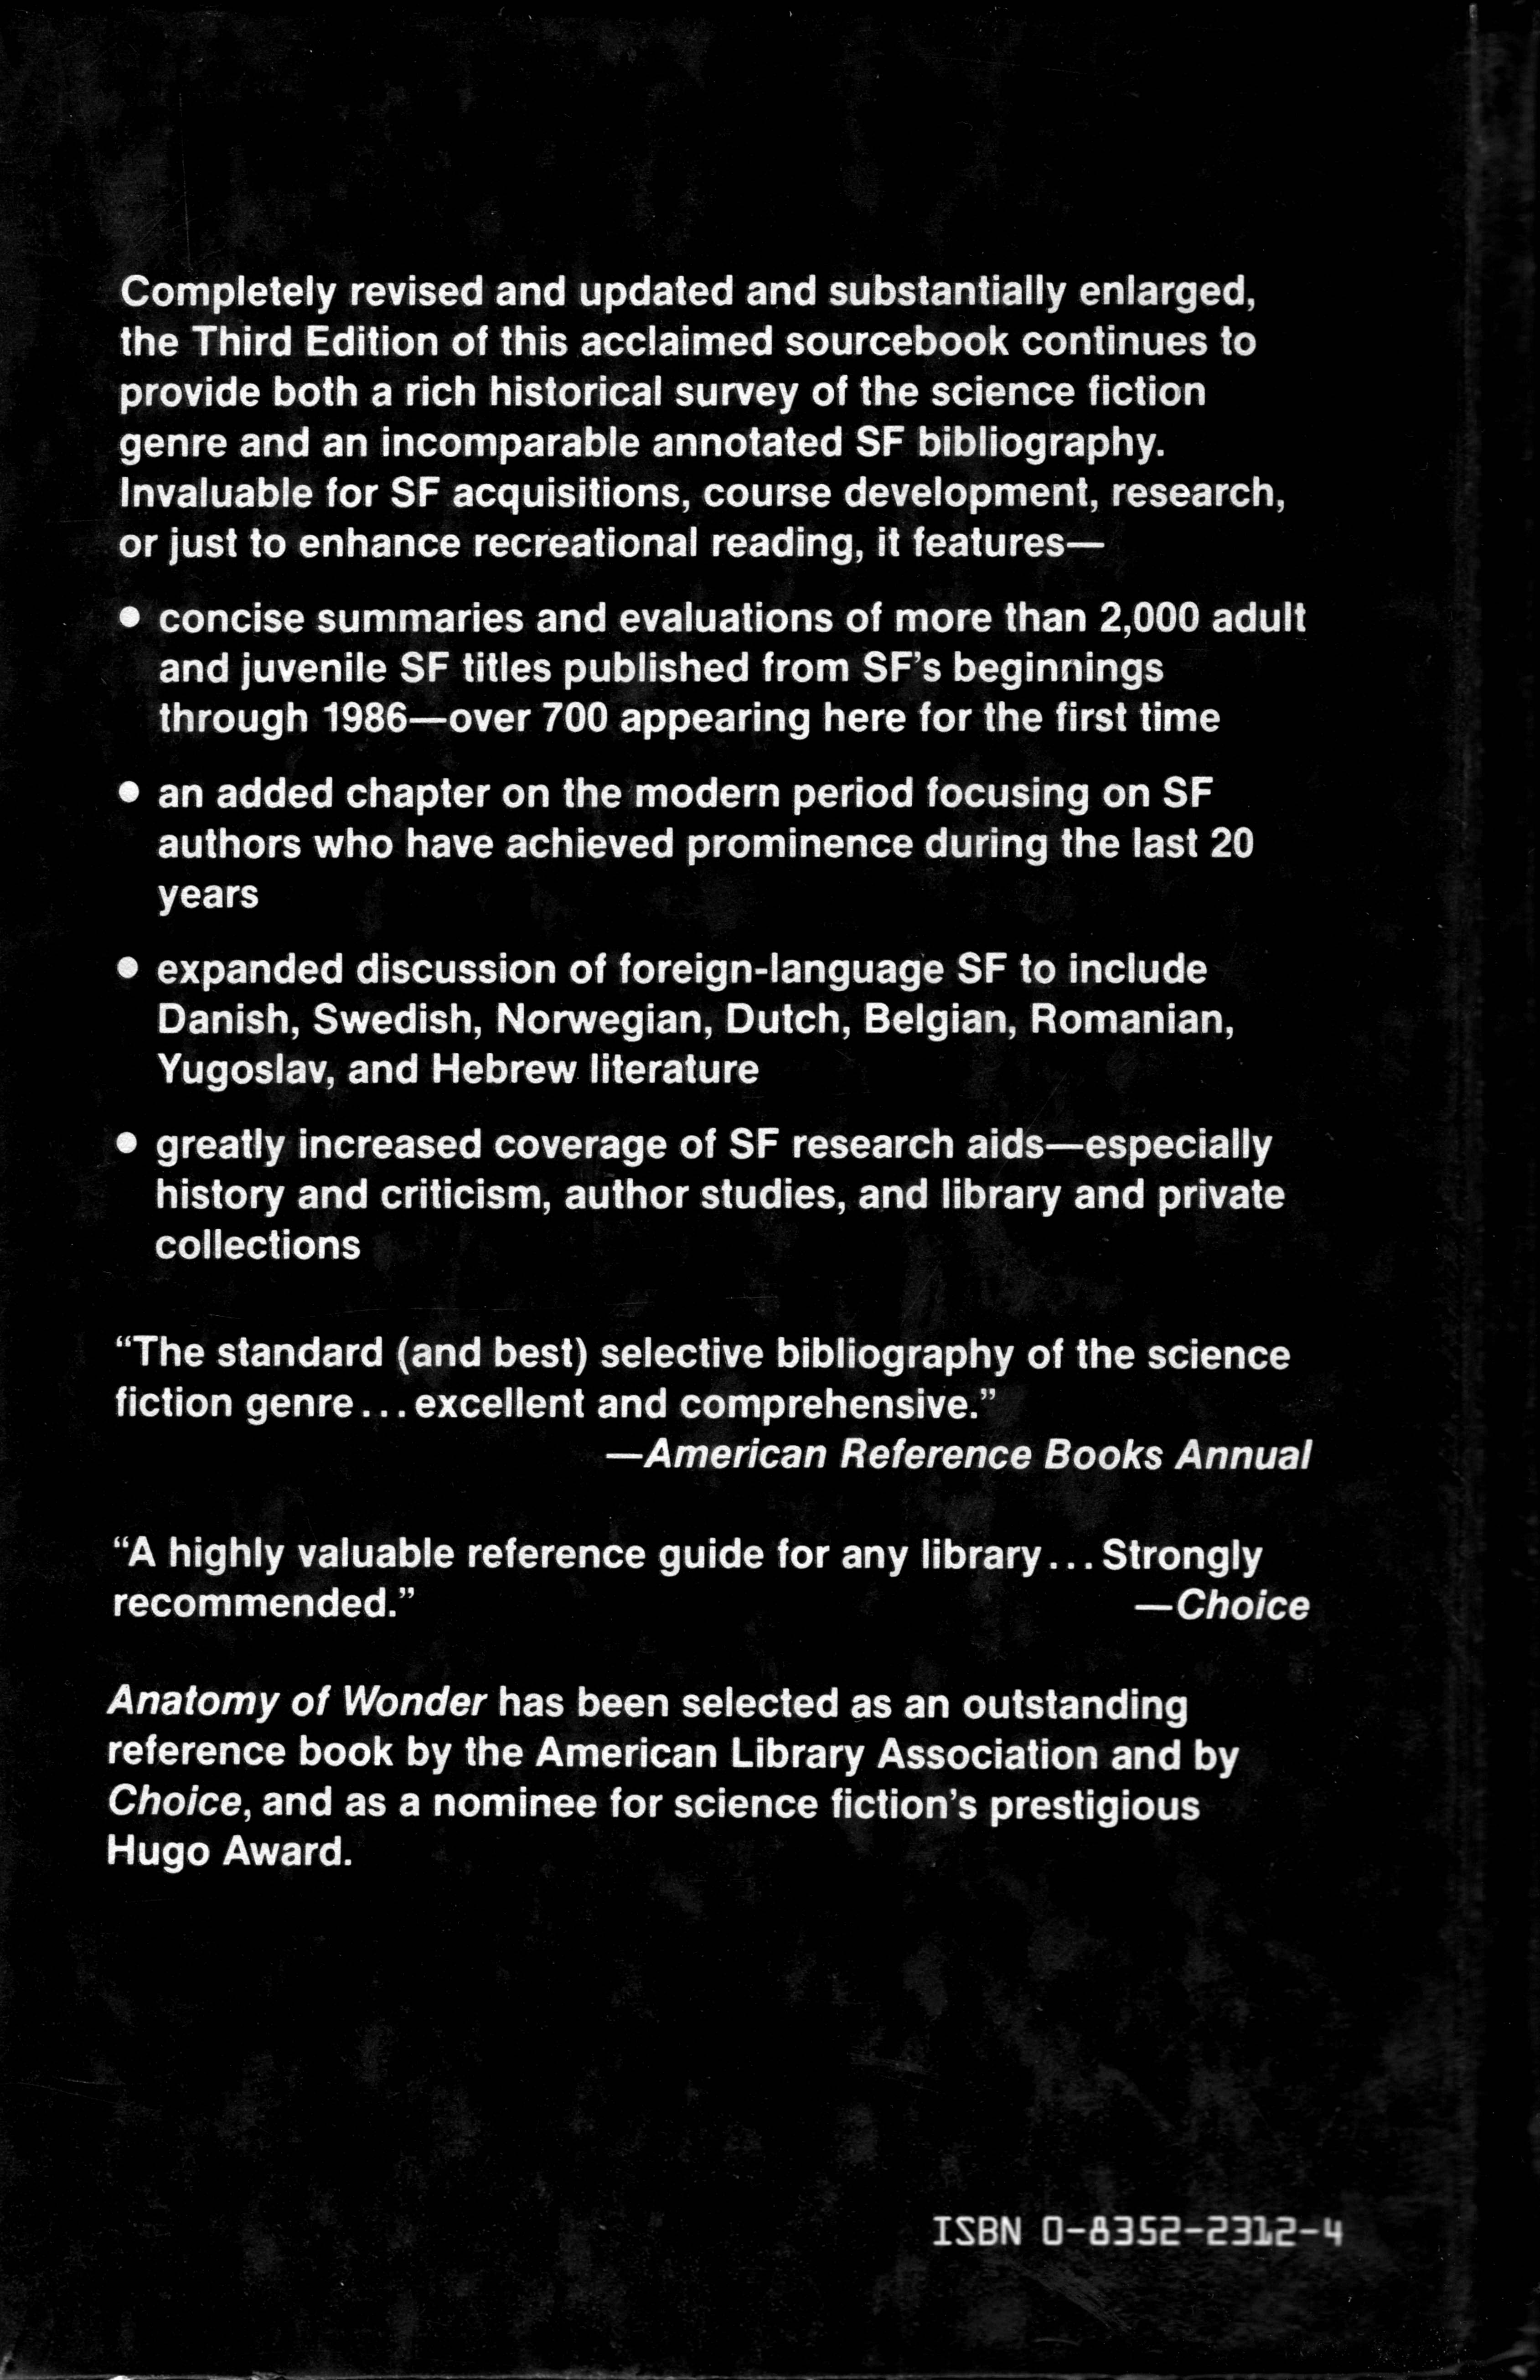 Completely revised and updated and substantially enlarged,
the Third Edition of this acclaimed sourcebook continues to
provide both a rich historical survey of the science fiction
genre and an incomparable annotated SF bibliography.
Invaluable for SF acquisitions, course development, research,
or just to enhance recreational reading, it features—
• concise summaries and evaluations of more than 2,000 adult
and juvenile SF titles published from SF's beginnings
through 1986—over 700 appearing here for the first time
• an added chapter on the modern period focusing on SF
authors who have achieved prominence during the last 20
years
• expanded discussion of foreign-language SF to include
Danish, Swedish, Norwegian, Dutch, Belgian, Romanian,
Yugoslav, and Hebrew literature
• greatly increased coverage of SF research aids—especially
history and criticism, author studies, and library and private
collections
“The standard (and best) selective bibliography of the science
fiction genre...excellent and comprehensive.”
—American Reference Books Annual
“A highly valuable reference guide for any library...Strongly
recommended.” —Choice
Anatomy of Wonder has been selected as an outstanding
reference book by the American Library Association and by
Choice, and as a nominee for science fiction's prestigious
Hugo Award.
ISBN 0-8352-2312-4